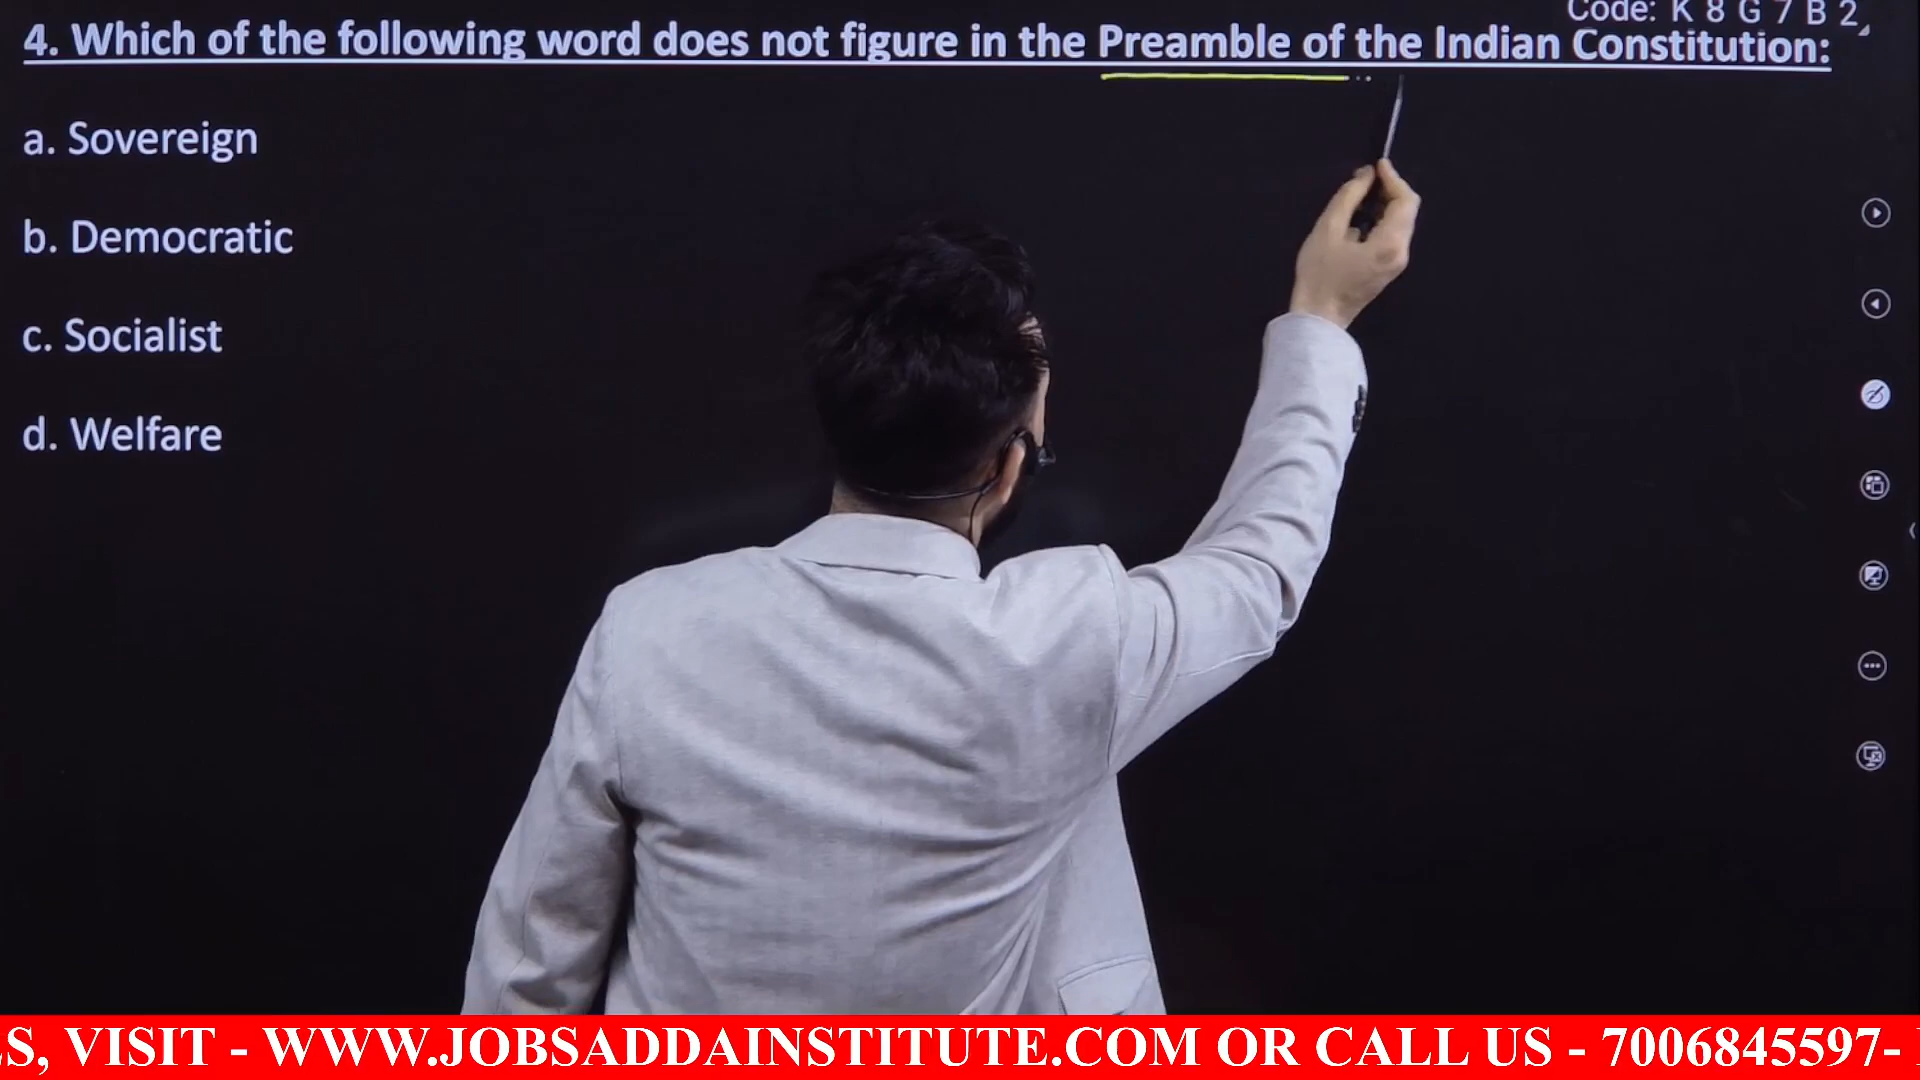 Code: K 8 G 7 B 2
4. Which of the following word does not figure in the Preamble of the Indian Constitution:
a. Sovereign
b. Democratic
c. Socialist
d. Welfare
S, VISIT - WWW.JOBSADDAINSTITUTE.COM OR CALL US - 7006845597-